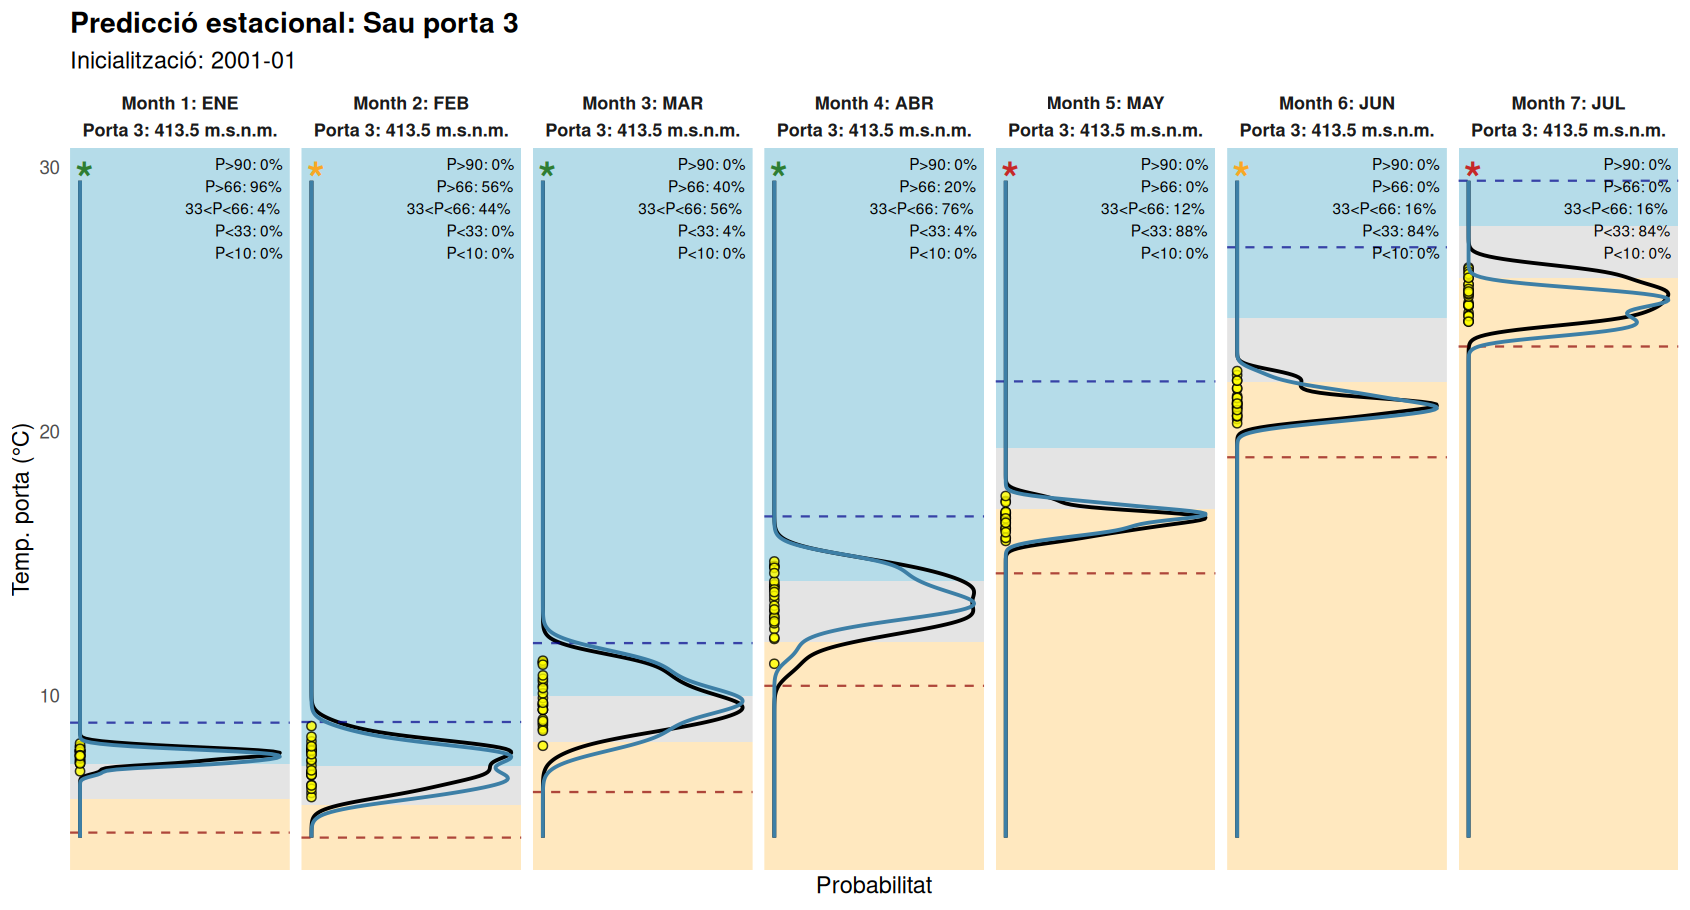 Predicció estacional: Sau porta 3
Inicialització: 2001-01
Month 1: ENE
Porta 3: 413.5 m.s.n.m.
Month 2: FEB
Porta 3: 413.5 m.s.n.m.
Month 3: MAR
Porta 3: 413.5 m.s.n.m.
Month 4: ABR
Porta 3: 413.5 m.s.n.m.
Month 5: MAY
Porta 3: 413.5 m.s.n.m.
Month 6: JUN
Porta 3: 413.5 m.s.n.m.
Month 7: JUL
Porta 3: 413.5 m.s.n.m.
Temp. porta (°C)
30
20
10
*
P>90: 0%
P>66: 96%
33<P<66: 4%
P<33: 0%
P<10: 0%
*
P>90: 0%
P>66: 56%
33<P<66: 44%
P<33: 0%
P<10: 0%
*
P>90: 0%
P>66: 40%
33<P<66: 56%
P<33: 4%
P<10: 0%
*
P>90: 0%
P>66: 20%
33<P<66: 76%
P<33: 4%
P<10: 0%
*
P>90: 0%
P>66: 0%
33<P<66: 12%
P<33: 88%
P<10: 0%
*
P>90: 0%
P>66: 0%
33<P<66: 16%
P<33: 84%
P<10: 0%
*
P>90: 0%
P>66: 0%
33<P<66: 16%
P<33: 84%
P<10: 0%
Probabilitat